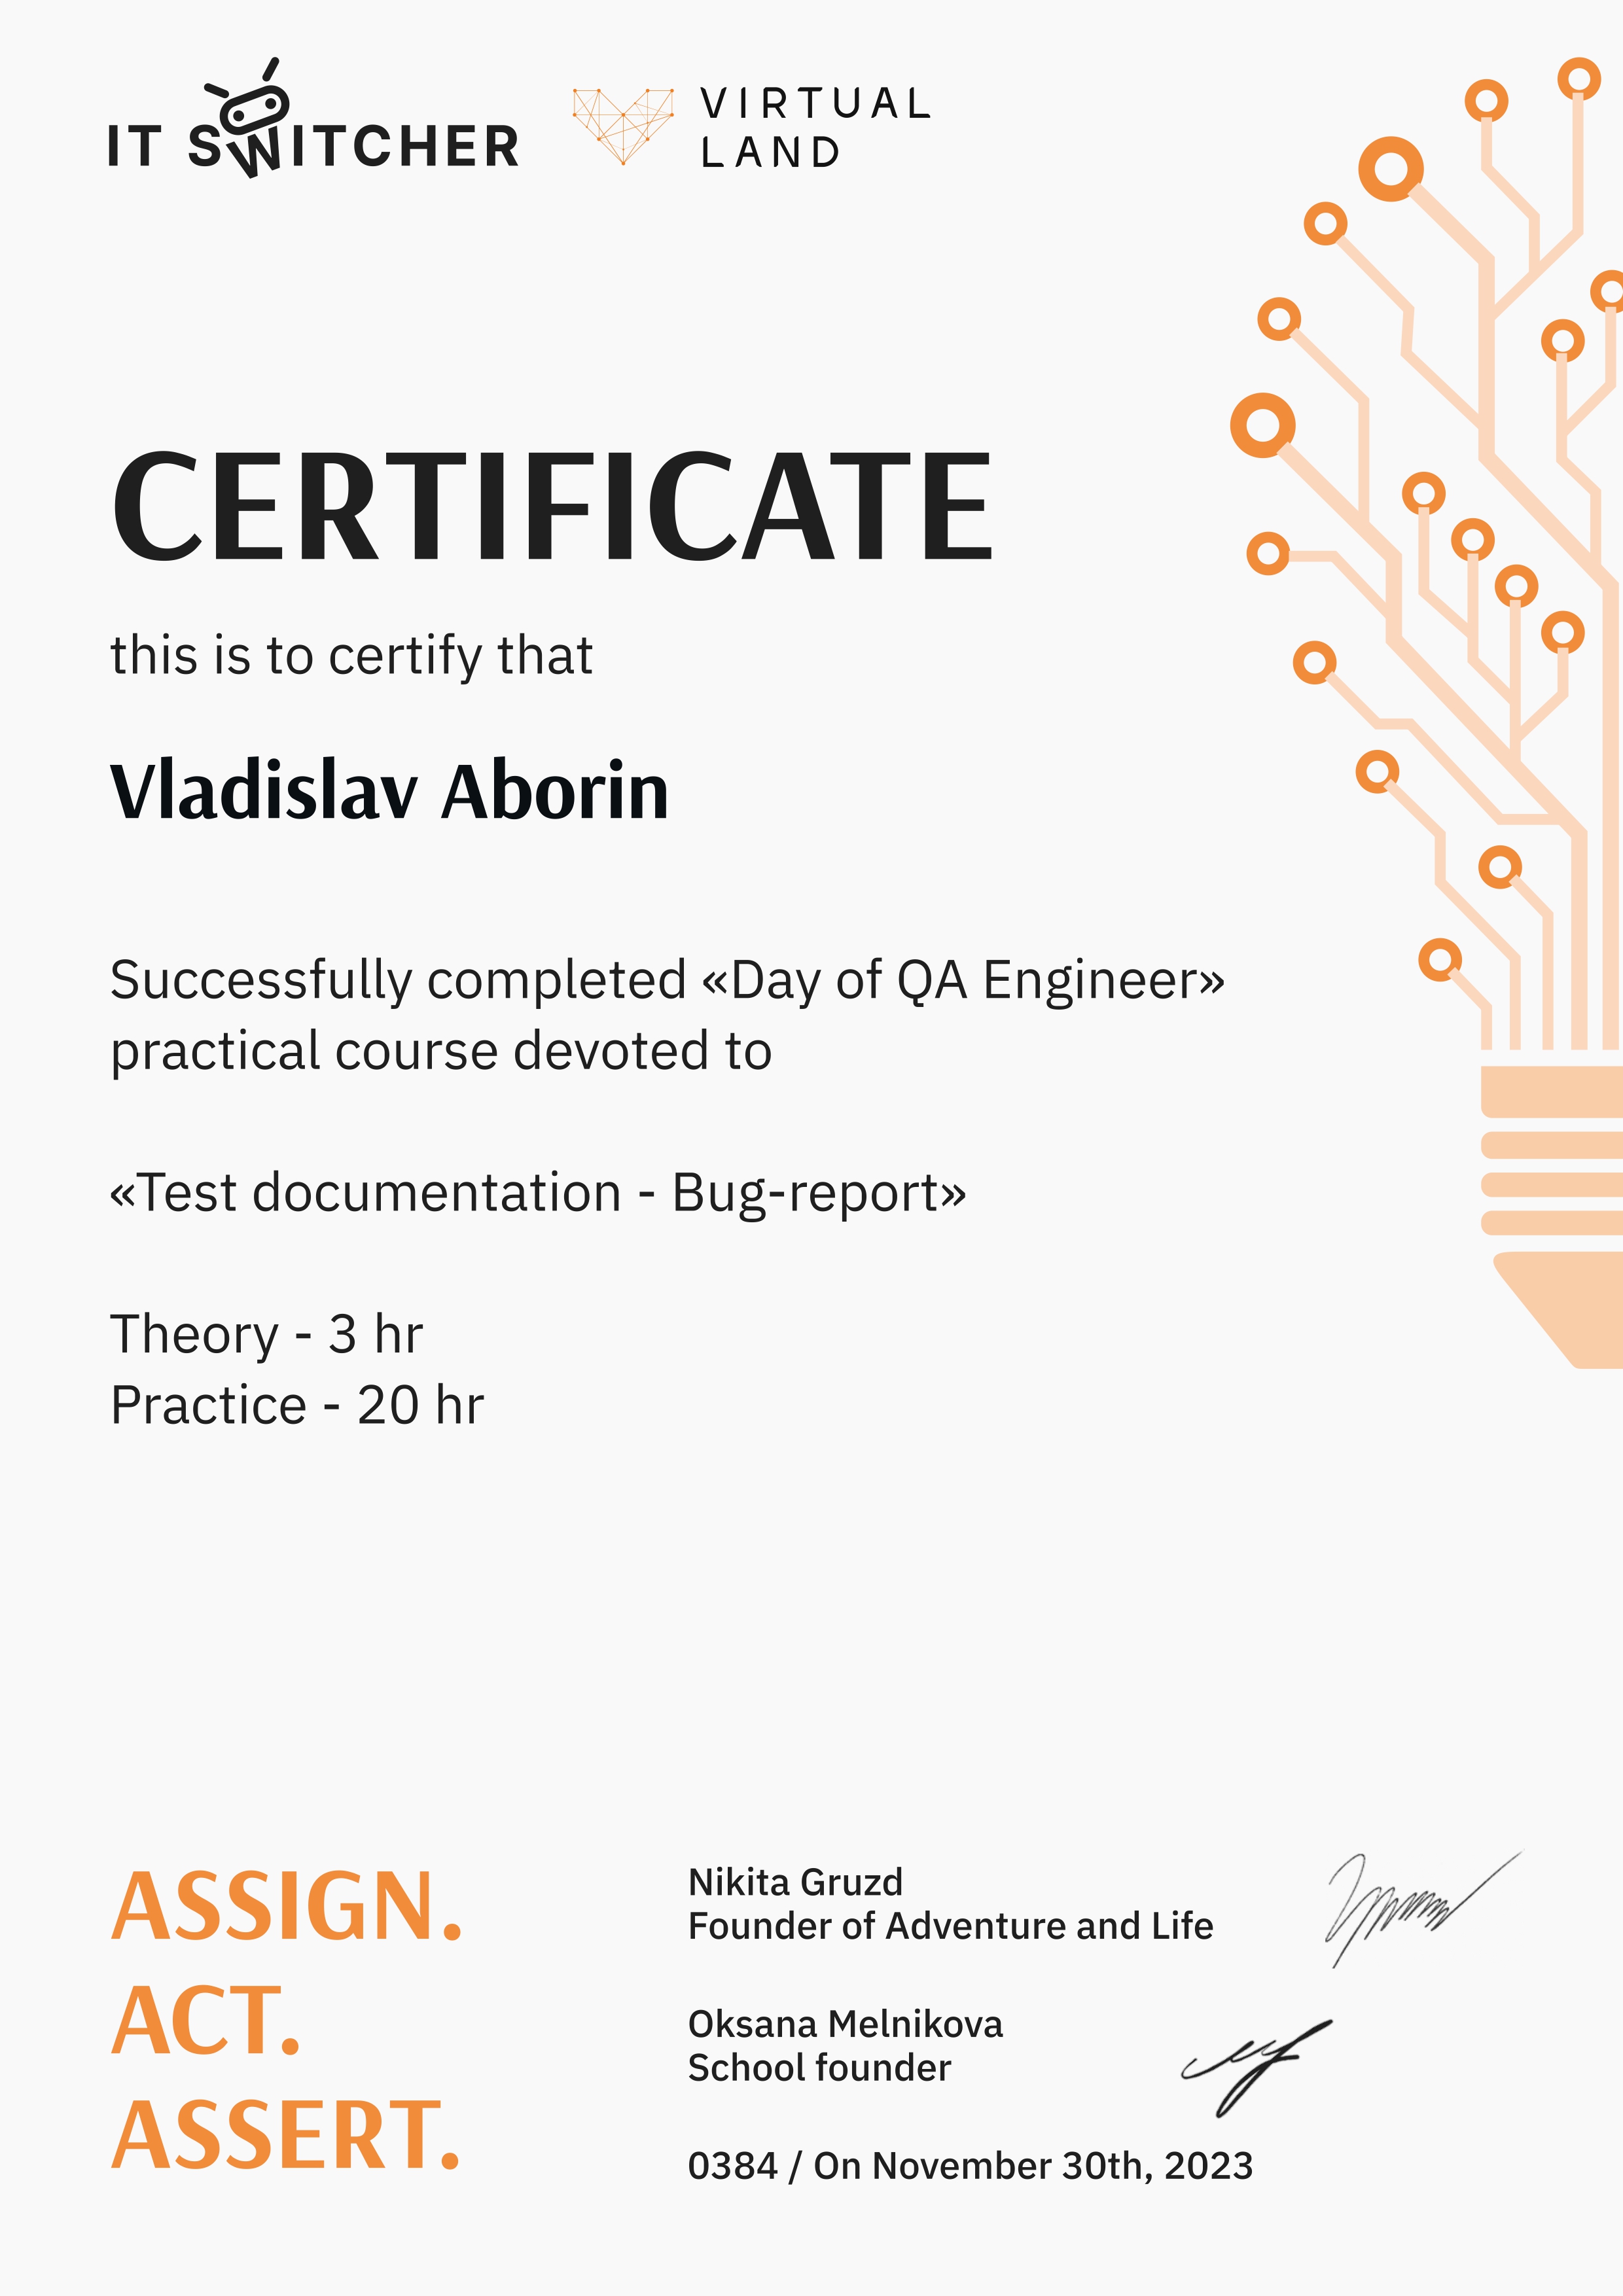 IT SWITCHER
VIRTUAL
LAND
CERTIFICATE
this is to certify that
Vladislav Aborin
Successfully completed «Day of QA Engineer»
practical course devoted to
«Test documentation - Bug-report»
Theory - 3 hr
Practice - 20 hr
ASSIGN.
ACT.
ASSERT.
Nikita Gruzd
Founder of Adventure and Life
Oksana Melnikova
School founder
0384 / On November 30th, 2023